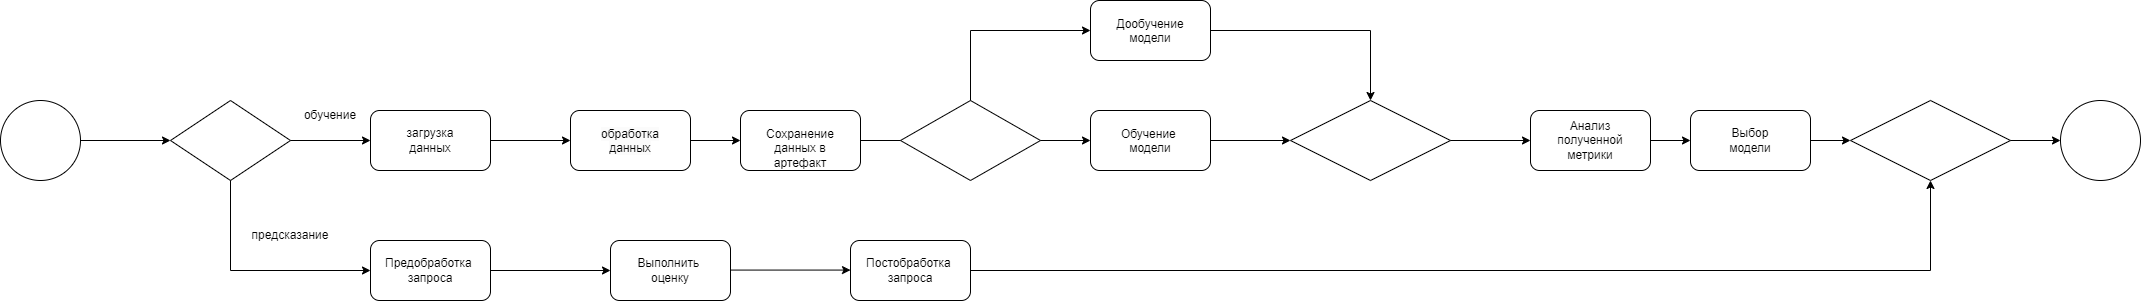 Дообучение
модели
обучение
загрузка
данных
обработка
данных
Сохранение
данных в
артефакт
Обучение
модели
Анализ
полученной
метрики
Выбор
модели
предсказание
Предобработка
запроса
Выполнить
оценку
Постобработка
запроса